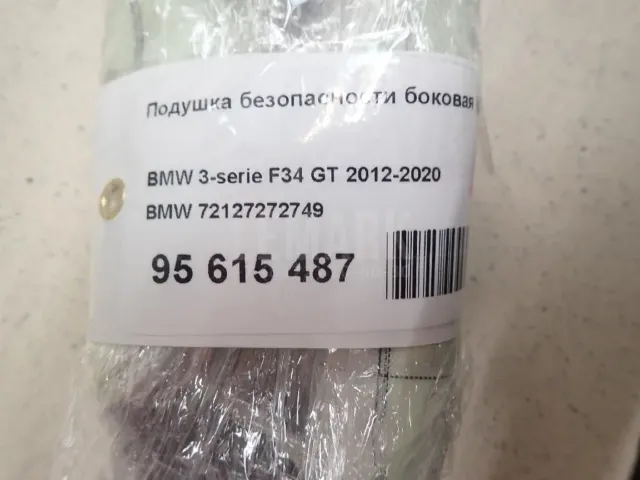 Подушка безопасности боковая
BMW 3-serie F34 GT 2012-2020
BMW 72127272749
95 615 487